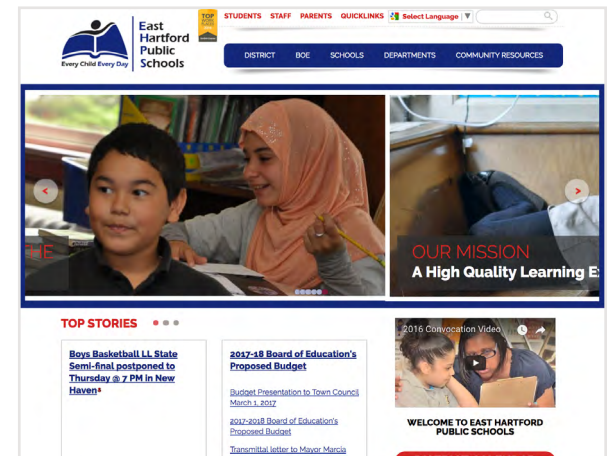 East
Hartford
Public
Schools
Every Child Every Day
TOP
STUDENTS STAFF PARENTS QUICKLINKS Select Language ▼
DISTRICT BOE SCHOOLS DEPARTMENTS COMMUNITY RESOURCES
OUR MISSION
A High Quality Learning E
TOP STORIES
Boys Basketball LL State
Semi-final postponed to
Thursday @ 7 PM in New
Haven
2017-18 Board of Education's
Proposed Budget
Budget Presentation to Town Council
March 1, 2017
2017-2018 Board of Education's
Proposed Budget
Transmittal letter to Mayor Marcia
2016 Convocation Video
WELCOME TO EAST HARTFORD
PUBLIC SCHOOLS